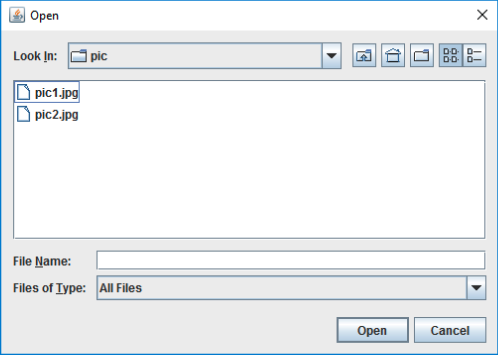 Open
Look In: pic
pic1.jpg
pic2.jpg
File Name:
Files of Type: All Files
Open Cancel